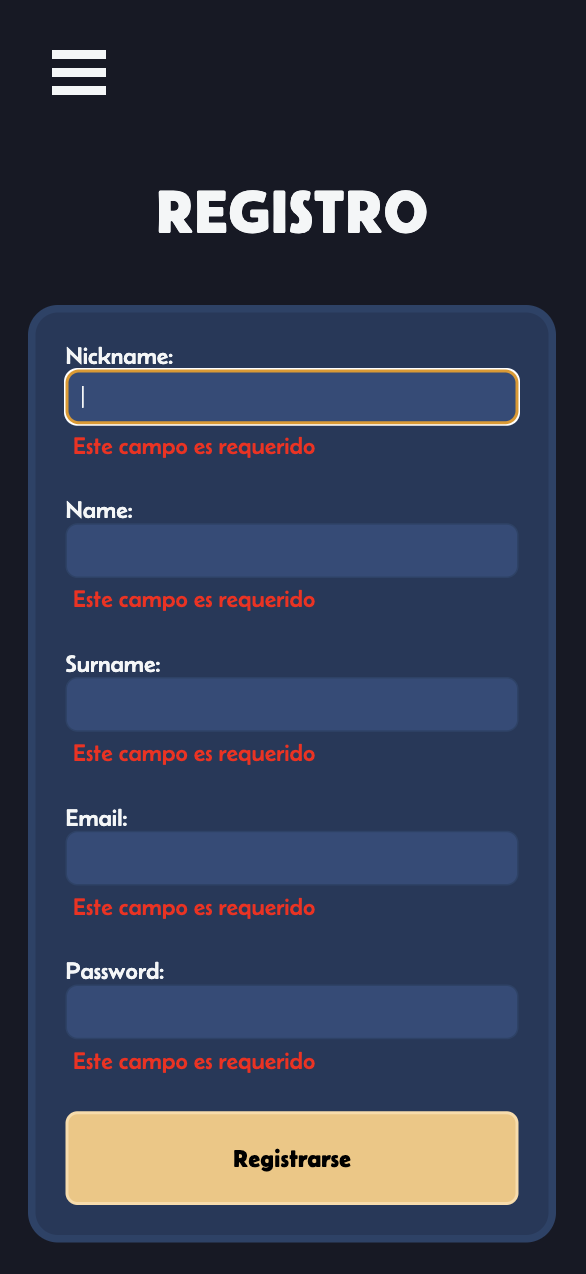 REGISTRO
Nickname:
Este campo es requerido
Name:
Este campo es requerido
Surname:
Este campo es requerido
Email:
Este campo es requerido
Password:
Este campo es requerido
Registrarse